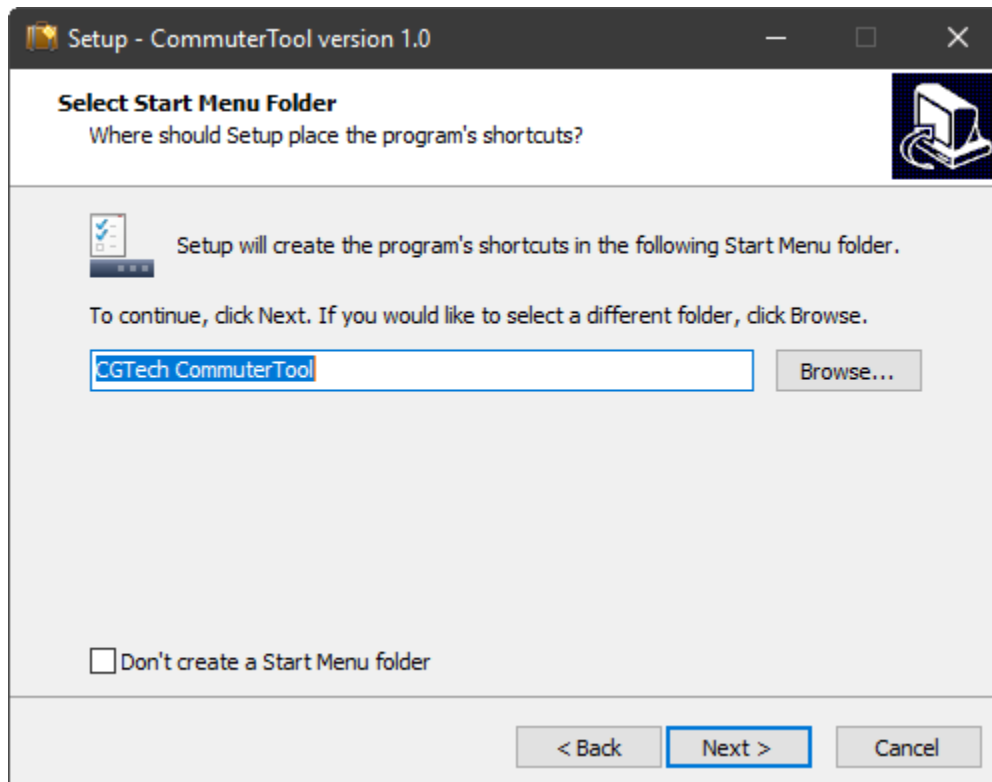 Setup - CommuterTool version 1.0
Select Start Menu Folder
Where should Setup place the program's shortcuts?
Setup will create the program's shortcuts in the following Start Menu folder.
To continue, click Next. If you would like to select a different folder, click Browse.
CGTech CommuterTool
Browse...
Don't create a Start Menu folder
< Back
Next >
Cancel